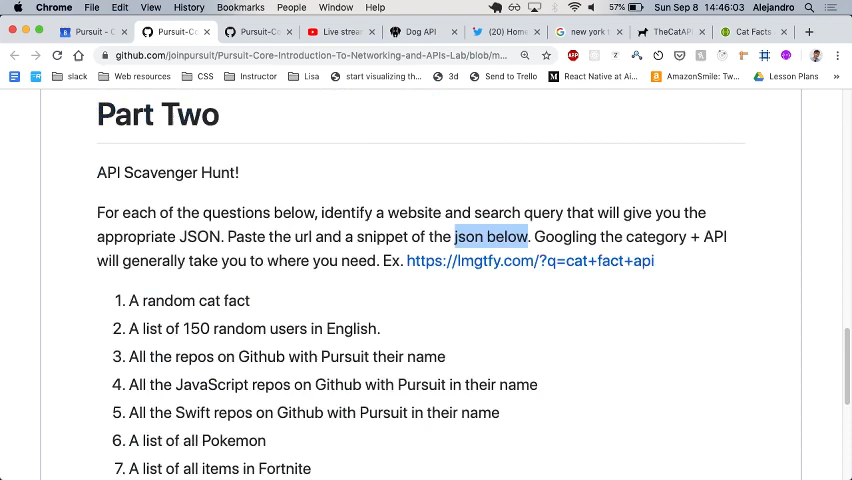 Chrome File Edit View History Bookmarks People Window Help 57% Sun Sep 8 14:46:03 Alejandro
Pursuit - C Pursuit-Co Pursuit-C Live stream Dog API (20) Home new york t TheCatAPI Cat Facts
github.com/joinpursuit/Pursuit-Core-Introduction-To-Networking-and-APIs-Lab/blob/m...
slack Web resources CSS Instructor Lisa start visualizing th... 3d Send to Trello React Native at Ai... AmazonSmile: Tw... Lesson Plans »
Part Two
API Scavenger Hunt!
For each of the questions below, identify a website and search query that will give you the
appropriate JSON. Paste the url and a snippet of the json below. Googling the category + API
will generally take you to where you need. Ex. https://lmgtfy.com/?q=cat+fact+api
1. A random cat fact
2. A list of 150 random users in English.
3. All the repos on Github with Pursuit their name
4. All the JavaScript repos on Github with Pursuit in their name
5. All the Swift repos on Github with Pursuit in their name
6. A list of all Pokemon
7. A list of all items in Fortnite